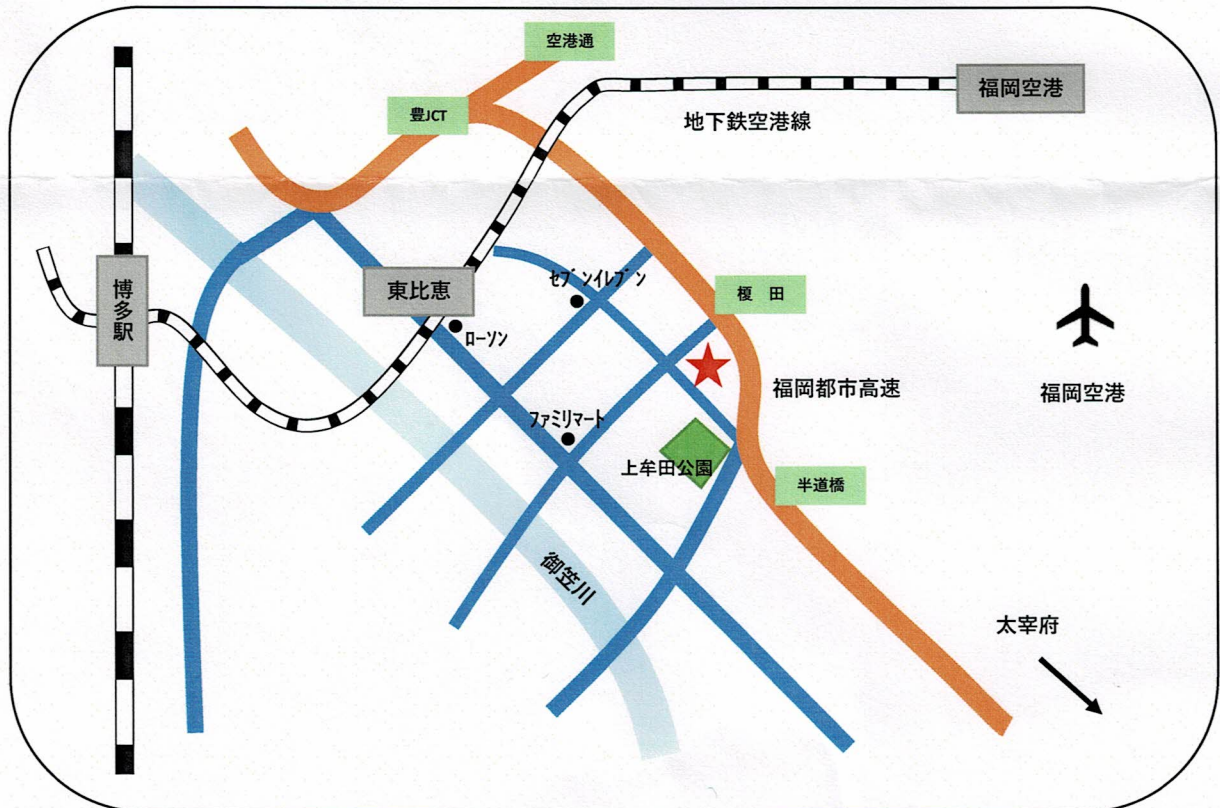 空港通
福岡空港
豊JCT
地下鉄空港線
博多駅
東比恵
セブンイレブン
榎　田
ローソン
福岡都市高速
福岡空港
ファミリマート
上牟田公園
半道橋
御笠川
太宰府